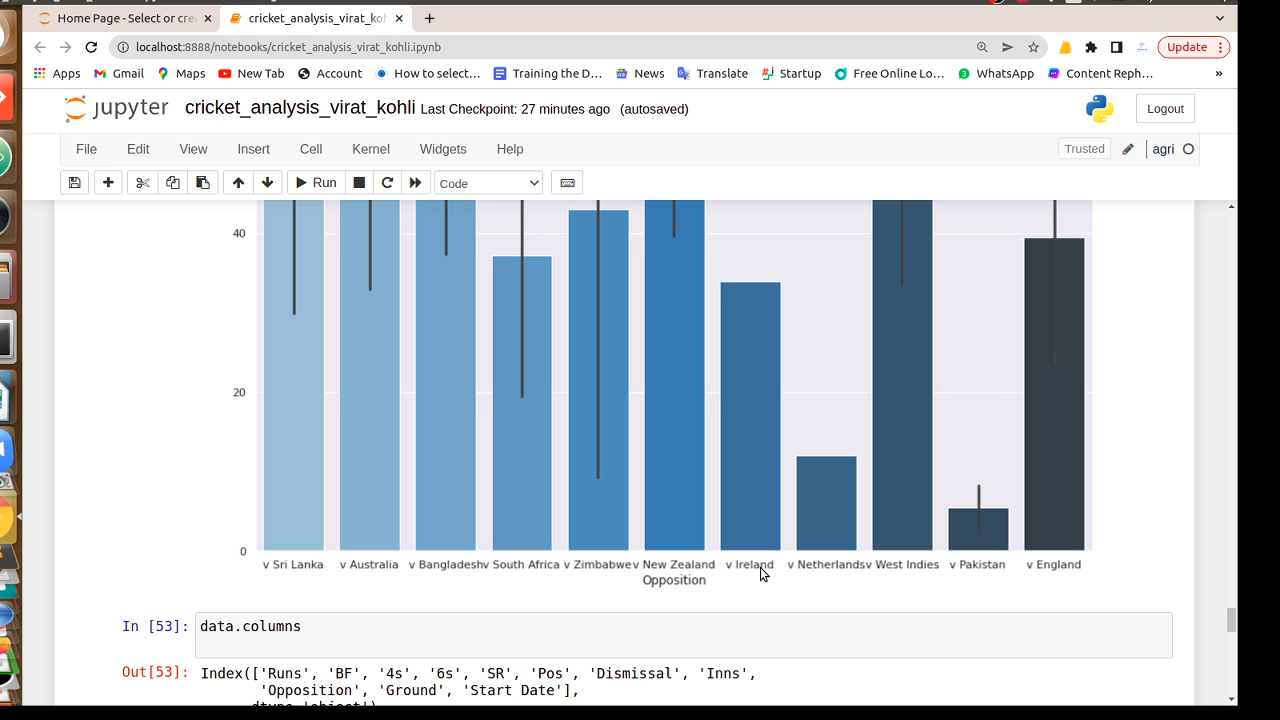 Home Page - Select or cre
cricket_analysis_virat_koh
localhost:8888/notebooks/cricket_analysis_virat_kohli.ipynb
Update
Apps Gmail Maps New Tab Account How to select... Training the D... News Translate Startup Free Online Lo... WhatsApp Content Reph... »
jupyter cricket_analysis_virat_kohli Last Checkpoint: 27 minutes ago (autosaved) Logout
File Edit View Insert Cell Kernel Widgets Help Trusted agri
Run Code
40
20
0
v Sri Lanka v Australia v Bangladesh v South Africa v Zimbabwe v New Zealand v Ireland v Netherlands v West Indies v Pakistan v England
Opposition
In [53]: data.columns
Out[53]: Index(['Runs', 'BF', '4s', '6s', 'SR', 'Pos', 'Dismissal', 'Inns',
'Opposition', 'Ground', 'Start Date'],
dtype='object')